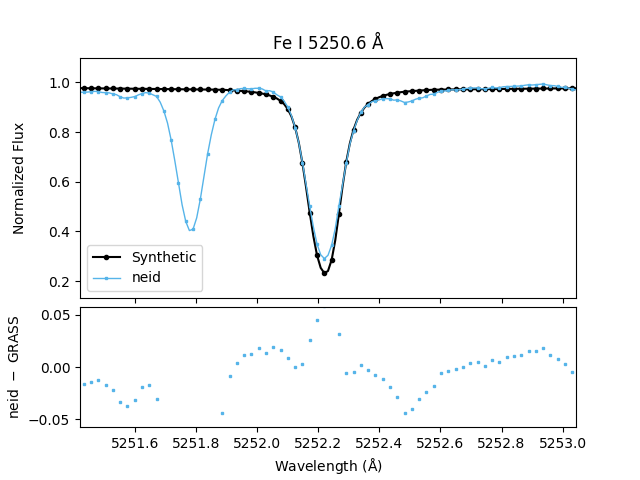 Fe I 5250.6 Å
1.0
0.8
0.6
0.4
0.2
Normalized Flux
Synthetic
neid
0.05
0.00
−0.05
neid − GRASS
5251.6 5251.8 5252.0 5252.2 5252.4 5252.6 5252.8 5253.0
Wavelength (Å)